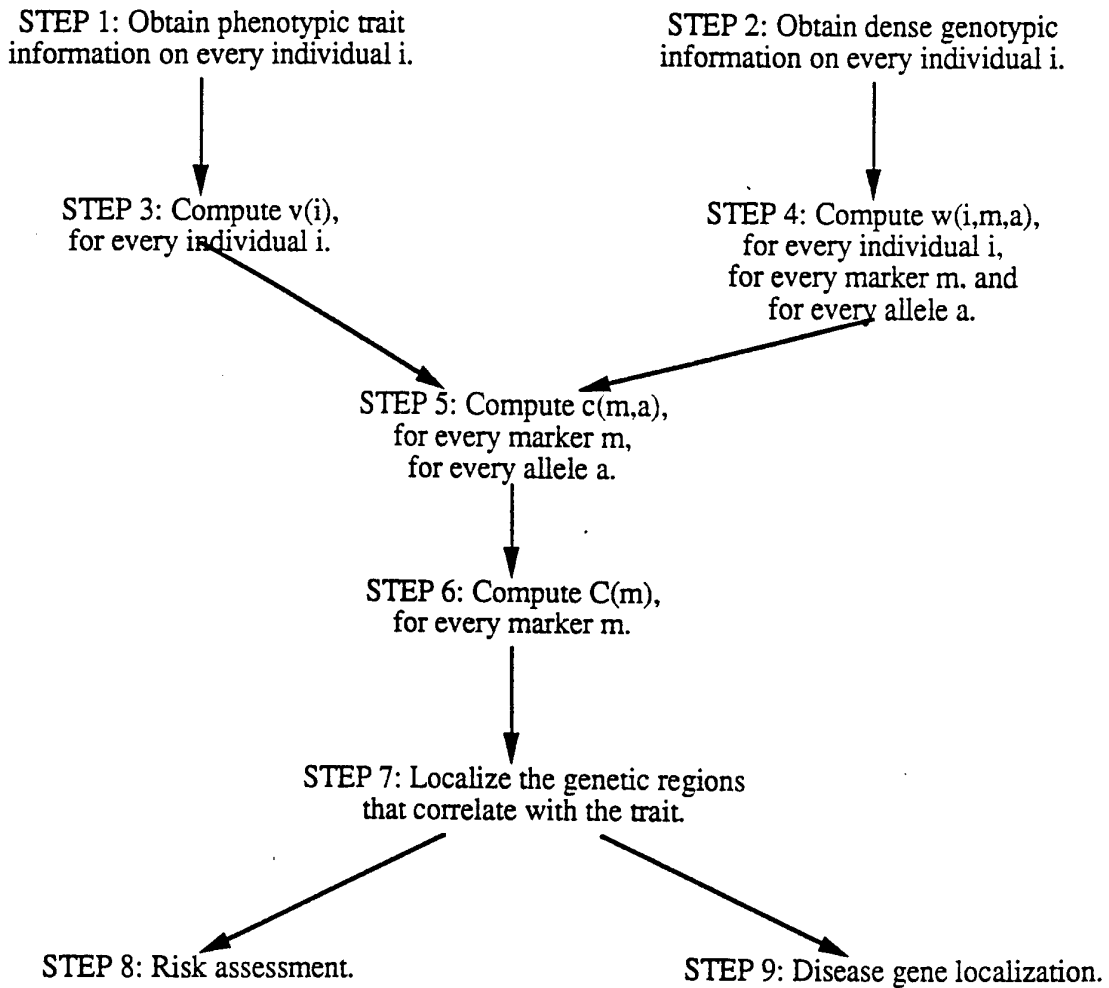 STEP 1: Obtain phenotypic trait
information on every individual i.
STEP 2: Obtain dense genotypic
information on every individual i.
STEP 3: Compute v(i),
for every individual i.
STEP 4: Compute w(i,m,a),
for every individual i,
for every marker m. and
for every allele a.
STEP 5: Compute c(m,a),
for every marker m,
for every allele a.
STEP 6: Compute C(m),
for every marker m.
STEP 7: Localize the genetic regions
that correlate with the trait.
STEP 8: Risk assessment.
STEP 9: Disease gene localization.